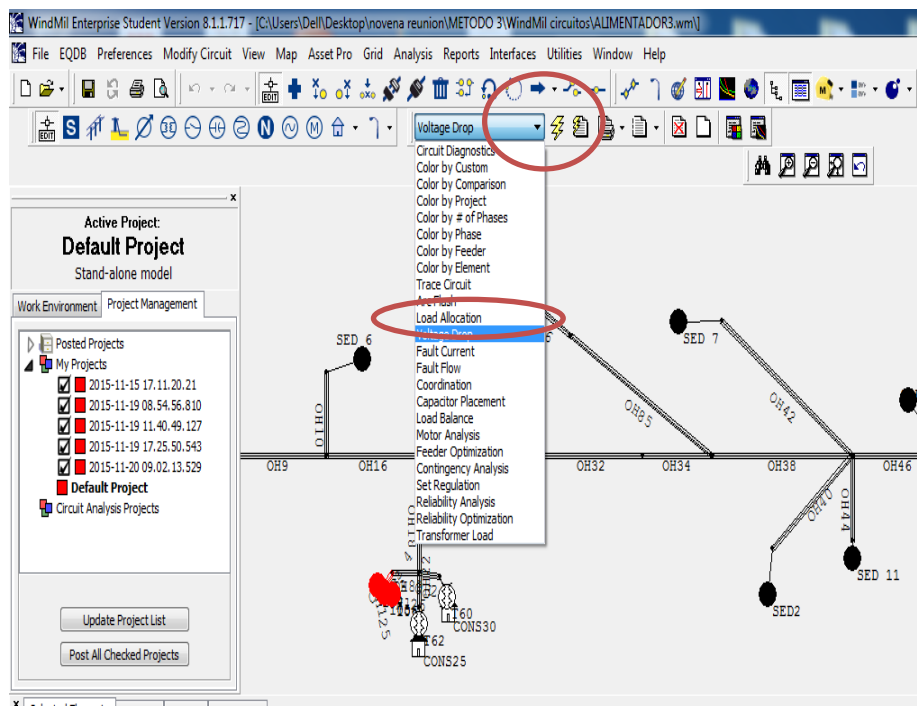 WindMil Enterprise Student Version 8.1.1.717 - [C:\Users\Dell\Desktop\novena reunion\METODO 3\WindMil circuitos\ALIMENTADOR3.wm\]
File EQDB Preferences Modify Circuit View Map Asset Pro Grid Analysis Reports Interfaces Utilities Window Help
EDIT
EDIT
Voltage Drop
Circuit Diagnostics
Color by Custom
Color by Comparison
Color by Project
Color by # of Phases
Color by Phase
Color by Feeder
Color by Element
Trace Circuit
Arc Flash
Load Allocation
Voltage Drop
Fault Current
Fault Flow
Coordination
Capacitor Placement
Load Balance
Motor Analysis
Feeder Optimization
Contingency Analysis
Set Regulation
Reliability Analysis
Reliability Optimization
Transformer Load
x
Active Project:
Default Project
Stand-alone model
Work Environment
Project Management
Posted Projects
My Projects
2015-11-15 17.11.20.21
2015-11-19 08.54.56.810
2015-11-19 11.40.49.127
2015-11-19 17.25.50.543
2015-11-20 09.02.13.529
Default Project
Circuit Analysis Projects
Update Project List
Post All Checked Projects
SED 6
SED 7
OH10
OH85
OH42
OH9
OH16
OH32
OH34
OH38
OH46
OH40
OH44
SED 11
SED2
T60
CONS30
T62
CONS25